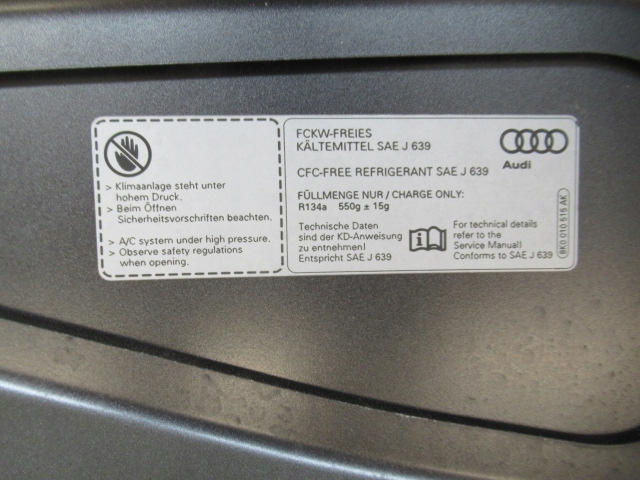 > Klimaanlage steht unter
hohem Druck.
> Beim Öffnen
Sicherheitsvorschriften beachten.
> A/C system under high pressure.
> Observe safety regulations
when opening.
FCKW-FREIES
KÄLTEMITTEL SAE J 639
CFC-FREE REFRIGERANT SAE J 639
FÜLLMENGE NUR / CHARGE ONLY:
R134a 550g ± 15g
Technische Daten
sind der KD-Anweisung
zu entnehmen!
Entspricht SAE J 639
i
For technical details
refer to the
Service Manual!
Conforms to SAE J 639
Audi
8K0 010 515 AK